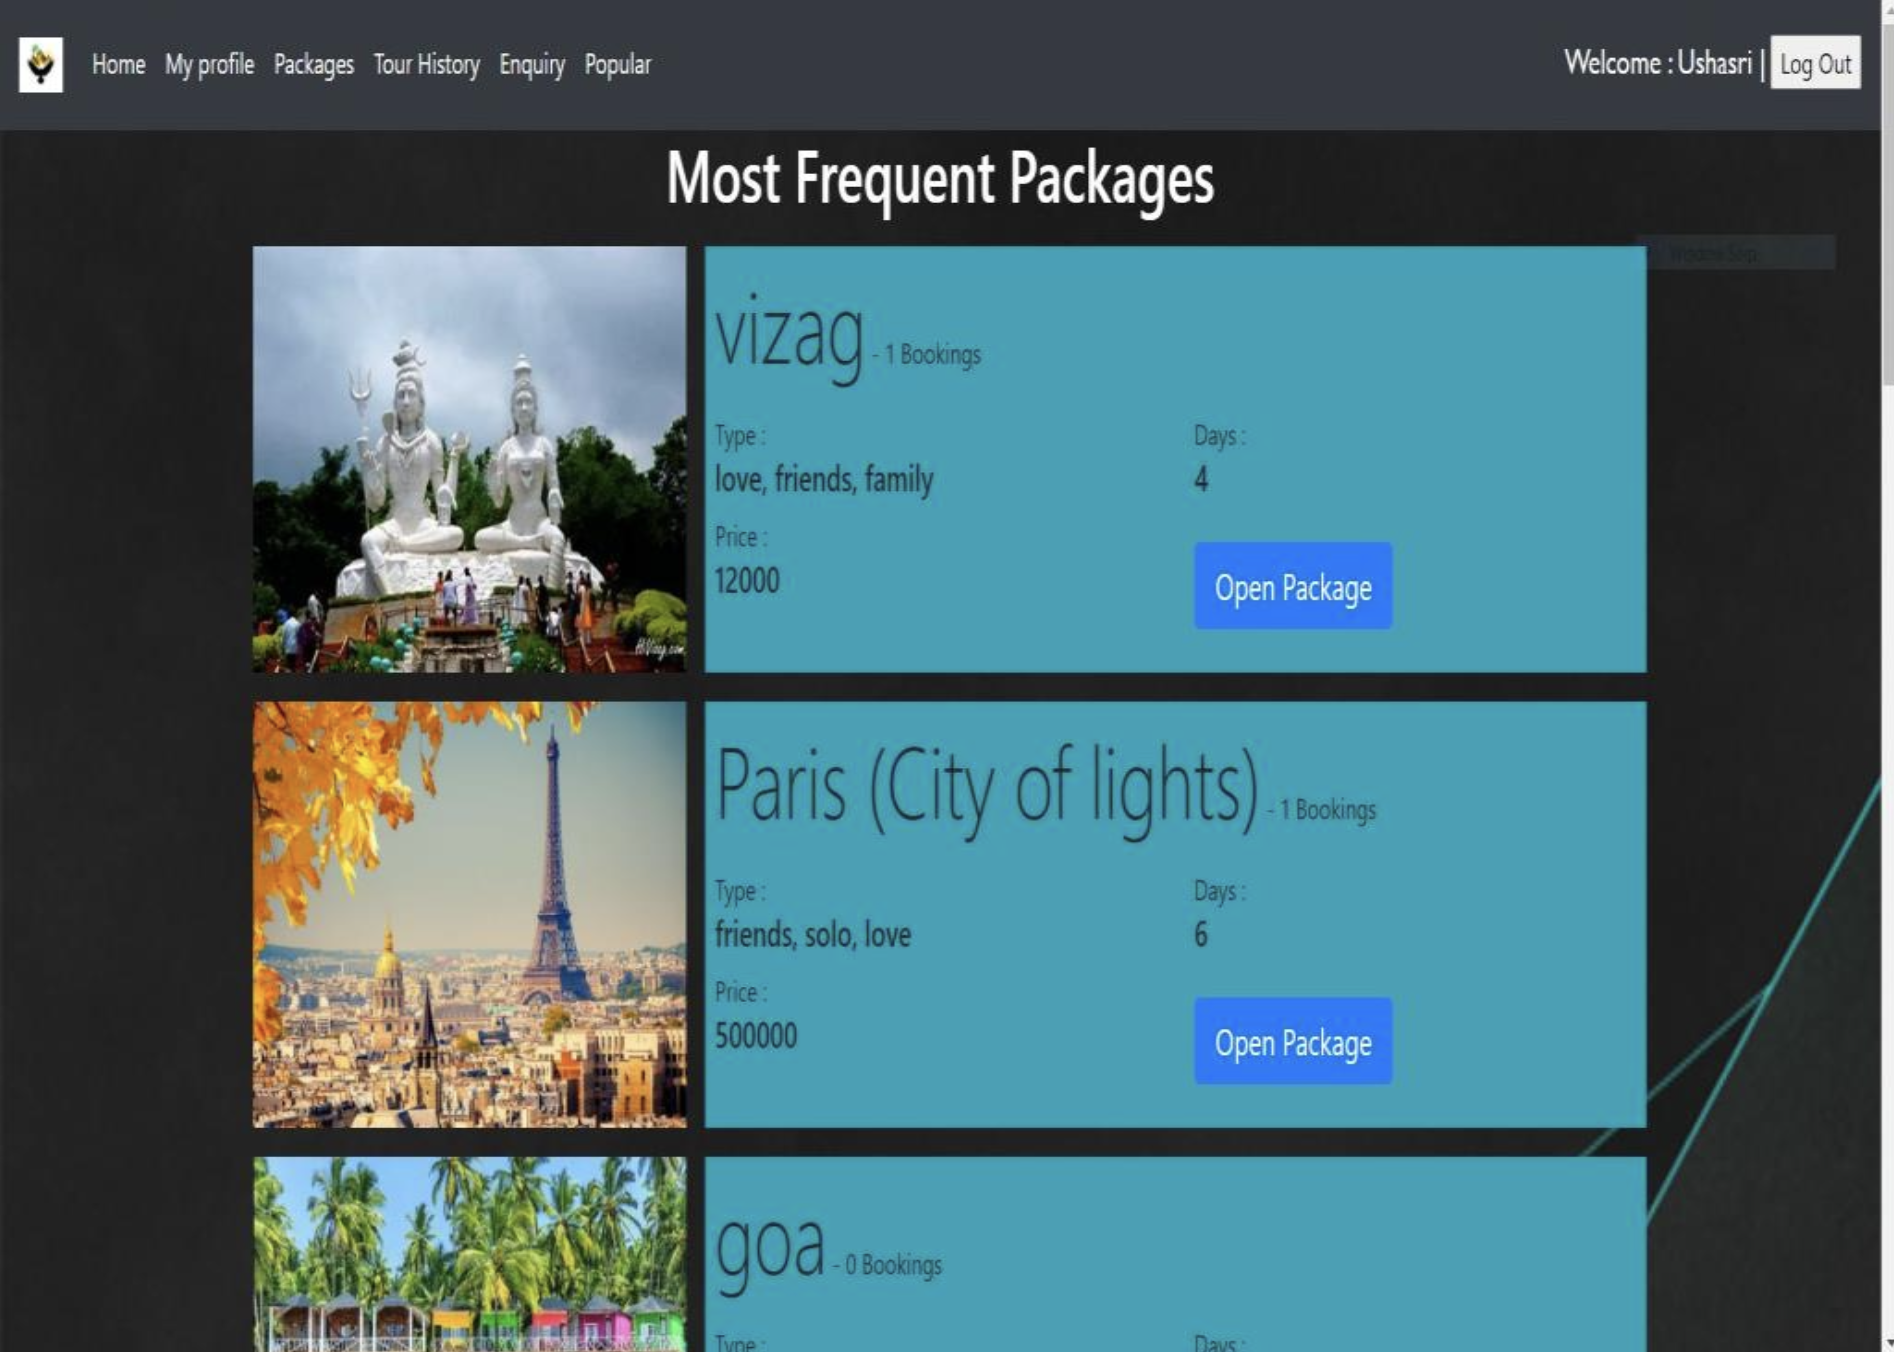 Home My profile Packages Tour History Enquiry Popular
Welcome : Ushasri | Log Out
Most Frequent Packages
vizag - 1 Bookings
Type :
love, friends, family
Days :
4
Price :
12000
Open Package
HiVizag.com
Paris (City of lights) - 1 Bookings
Type :
friends, solo, love
Days :
6
Price :
500000
Open Package
goa - 0 Bookings
Type :
Days :